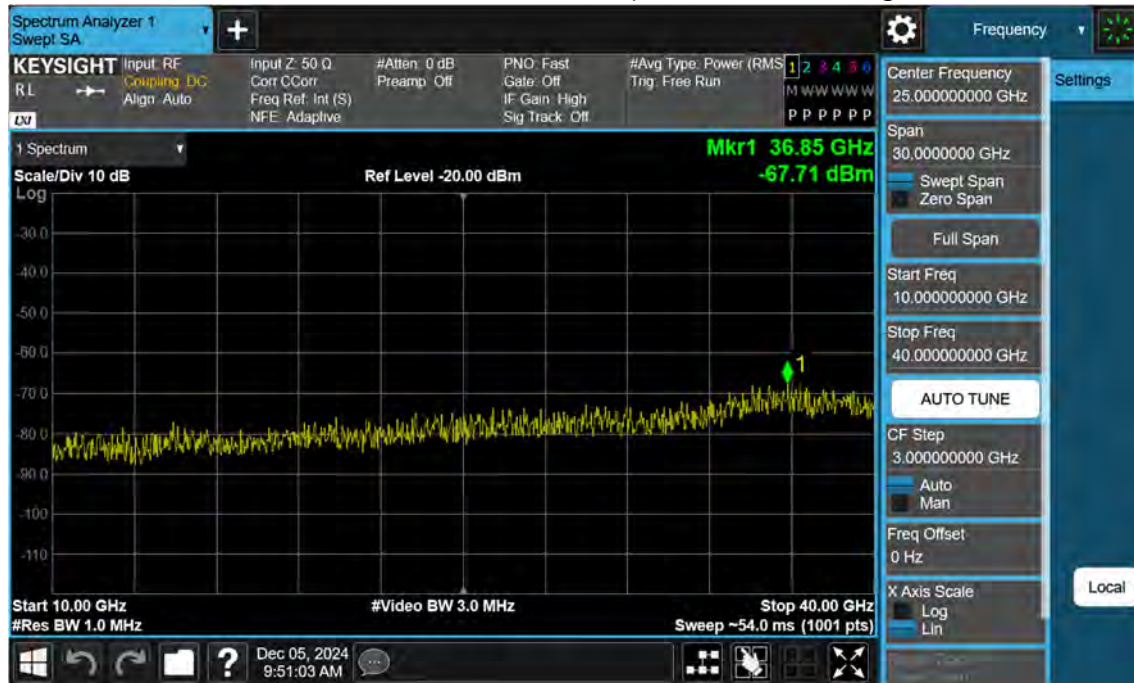 Spectrum Analyzer 1
Swept SA
+
Frequency
KEYSIGHT
RL
LXI
Input: RF
Coupling: DC
Align: Auto
Input Z: 50 Ω
Corr CCorr
Freq Ref: Int (S)
NFE: Adaptive
#Atten: 0 dB
Preamp: Off
PNO: Fast
Gate: Off
IF Gain: High
Sig Track: Off
#Avg Type: Power (RMS
Trig: Free Run
1 2 3 4 5 6
M W W W W W
P P P P P P
1 Spectrum
Scale/Div 10 dB
Ref Level -20.00 dBm
Mkr1 36.85 GHz
-67.71 dBm
Log
-30.0
-40.0
-50.0
-60.0
-70.0
-80.0
-90.0
-100
-110
1
Start 10.00 GHz
#Res BW 1.0 MHz
#Video BW 3.0 MHz
Stop 40.00 GHz
Sweep ~54.0 ms (1001 pts)
Center Frequency
25.000000000 GHz
Settings
Span
30.0000000 GHz
Swept Span
Zero Span
Full Span
Start Freq
10.000000000 GHz
Stop Freq
40.000000000 GHz
AUTO TUNE
CF Step
3.000000000 GHz
Auto
Man
Freq Offset
0 Hz
X Axis Scale
Log
Lin
Local
?
Dec 05, 2024
9:51:03 AM